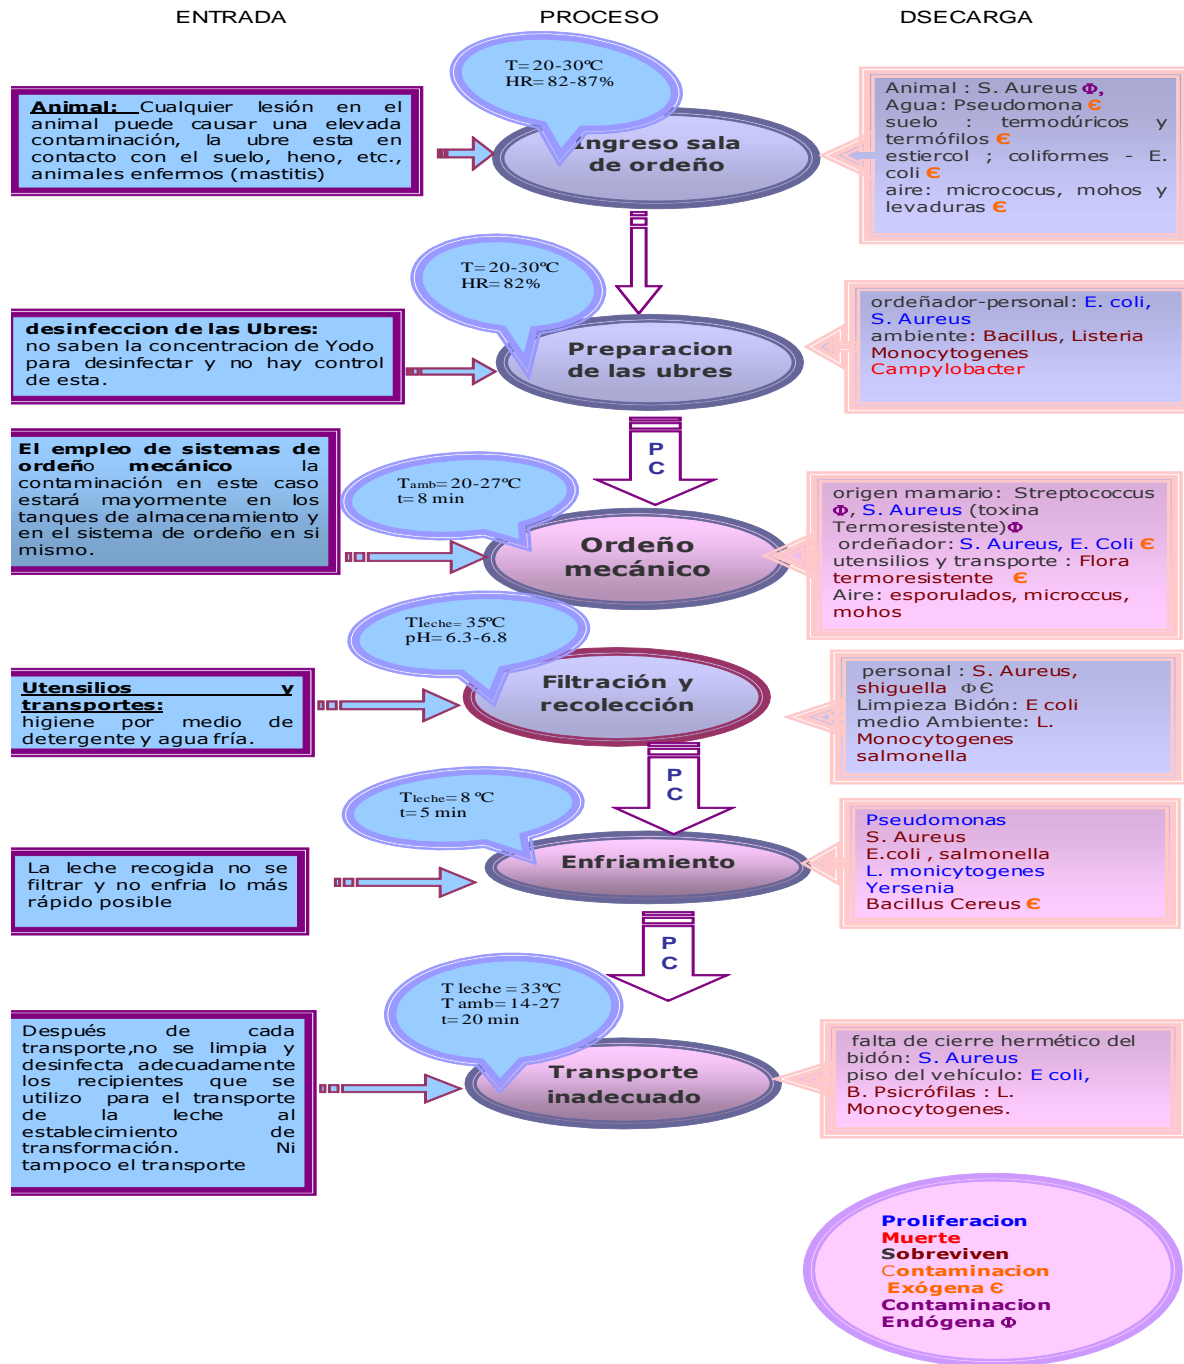 ENTRADA
PROCESO
DSECARGA
T= 20-30ºC
HR= 82-87%
Animal: Cualquier lesión en el
animal puede causar una elevada
contaminación, la ubre esta en
contacto con el suelo, heno, etc.,
animales enfermos (mastitis)
Ingreso sala
de ordeño
Animal : S. Aureus Φ,
Agua: Pseudomona Є
suelo : termodúricos y
termófilos Є
estiercol ; coliformes - E.
coli Є
aire: micrococus, mohos y
levaduras Є
T= 20-30ºC
HR= 82%
desinfeccion de las Ubres:
no saben la concentracion de Yodo
para desinfectar y no hay control
de esta.
Preparacion
de las ubres
ordeñador-personal: E. coli,
S. Aureus
ambiente: Bacillus, Listeria
Monocytogenes
Campylobacter
P
C
El empleo de sistemas de
ordeño mecánico la
contaminación en este caso
estará mayormente en los
tanques de almacenamiento y
en el sistema de ordeño en si
mismo.
Tamb= 20-27ºC
t= 8 min
Ordeño
mecánico
origen mamario: Streptococcus
Φ, S. Aureus (toxina
Termoresistente)Φ
ordeñador: S. Aureus, E. Coli Є
utensilios y transporte : Flora
termoresistente Є
Aire: esporulados, microccus,
mohos
Tleche= 35ºC
pH= 6.3-6.8
Utensilios y
transportes:
higiene por medio de
detergente y agua fría.
Filtración y
recolección
personal : S. Aureus,
shiguella ΦЄ
Limpieza Bidón: E coli
medio Ambiente: L.
Monocytogenes
salmonella
P
C
Tleche= 8 ºC
t= 5 min
La leche recogida no se
filtrar y no enfria lo más
rápido posible
Enfriamiento
Pseudomonas
S. Aureus
E.coli , salmonella
L. monicytogenes
Yersenia
Bacillus Cereus Є
P
C
T leche = 33ºC
T amb= 14-27
t= 20 min
Después de cada
transporte,no se limpia y
desinfecta adecuadamente
los recipientes que se
utilizo para el transporte
de la leche al
establecimiento de
transformación. Ni
tampoco el transporte
Transporte
inadecuado
falta de cierre hermético del
bidón: S. Aureus
piso del vehículo: E coli,
B. Psicrófilas : L.
Monocytogenes.
Proliferacion
Muerte
Sobreviven
Contaminacion
Exógena Є
Contaminacion
Endógena Φ